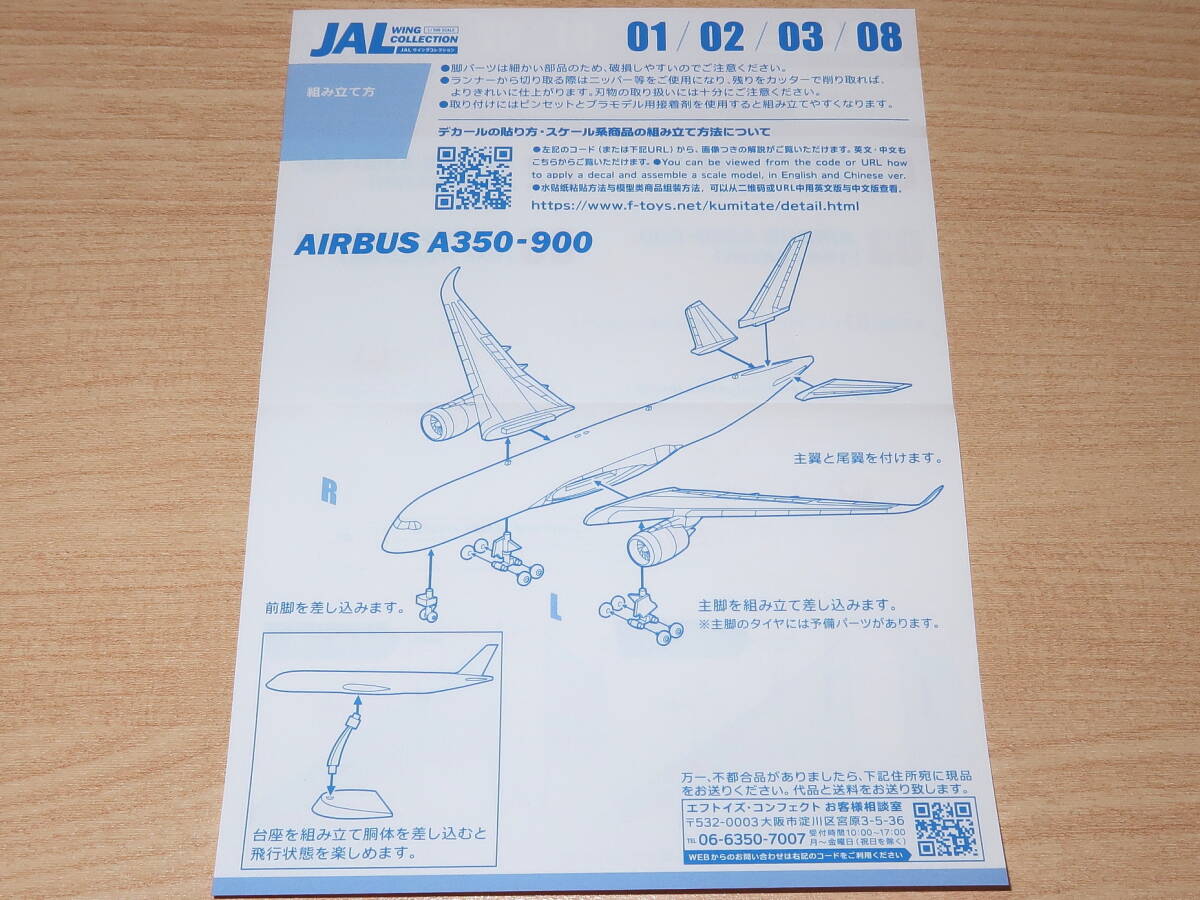 JAL WING COLLECTION
1/500 SCALE
JAL ウイングコレクション
01 / 02 / 03 / 08
組み立て方
●脚パーツは細かい部品のため、破損しやすいのでご注意ください。
●ランナーから切り取る際はニッパー等をご使用になり、残りをカッターで削り取れば、
よりきれいに仕上がります。刃物の取り扱いには十分にご注意ください。
●取り付けにはピンセットとプラモデル用接着剤を使用すると組み立てやすくなります。
デカールの貼り方・スケール系商品の組み立て方法について
●左記のコード(または下記URL)から、画像つきの解説がご覧いただけます。英文・中文も
こちらからご覧いただけます。●You can be viewed from the code or URL how
to apply a decal and assemble a scale model, in English and Chinese ver.
●水贴纸粘贴方法与模型类商品组装方法，可以从二维码或URL中用英文版与中文版查看。
https://www.f-toys.net/kumitate/detail.html
AIRBUS A350-900
主翼と尾翼を付けます。
R
L
前脚を差し込みます。
主脚を組み立て差し込みます。
※主脚のタイヤには予備パーツがあります。
台座を組み立て胴体を差し込むと
飛行状態を楽しめます。
万一、不都合品がありましたら、下記住所宛に現品
をお送りください。代品と送料をお送り致します。
エフトイズ・コンフェクト お客様相談室
〒532-0003 大阪市淀川区宮原3-5-36
TEL 06-6350-7007 受付時間10:00~17:00
月~金曜日(祝日を除く)
WEBからのお問い合わせは右記のコードをご利用ください